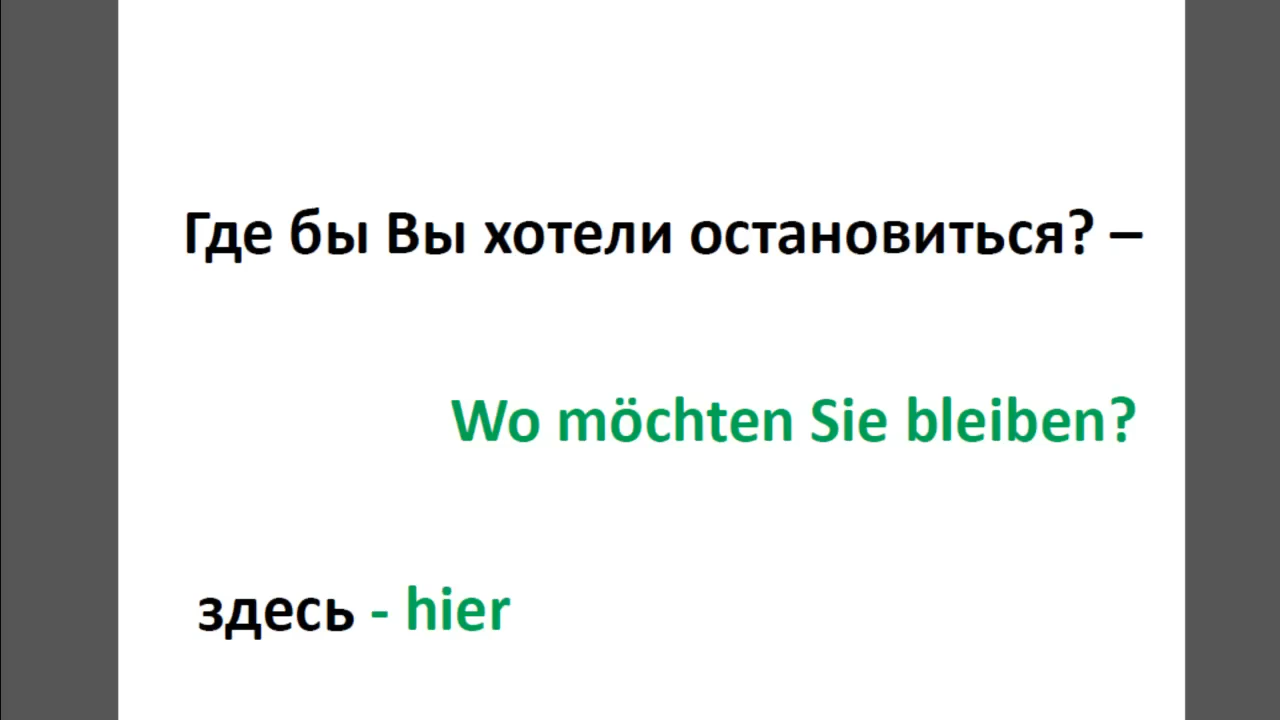 Где бы Вы хотели остановиться? –
Wo möchten Sie bleiben?
здесь - hier